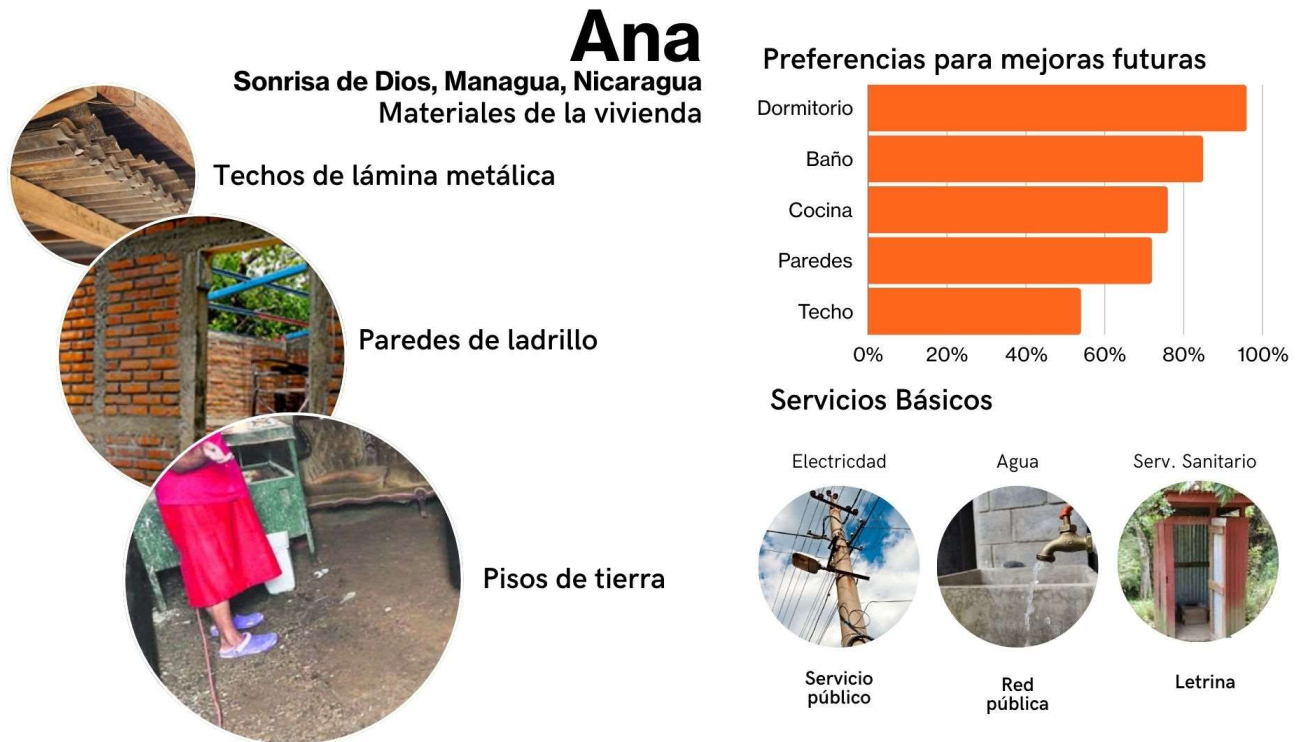 Ana
Sonrisa de Dios, Managua, Nicaragua
Materiales de la vivienda
Techos de lámina metálica
Paredes de ladrillo
Pisos de tierra
Preferencias para mejoras futuras
Dormitorio
Baño
Cocina
Paredes
Techo
0% 20% 40% 60% 80% 100%
Servicios Básicos
Electricdad Agua Serv. Sanitario
Servicio
público
Red
pública
Letrina